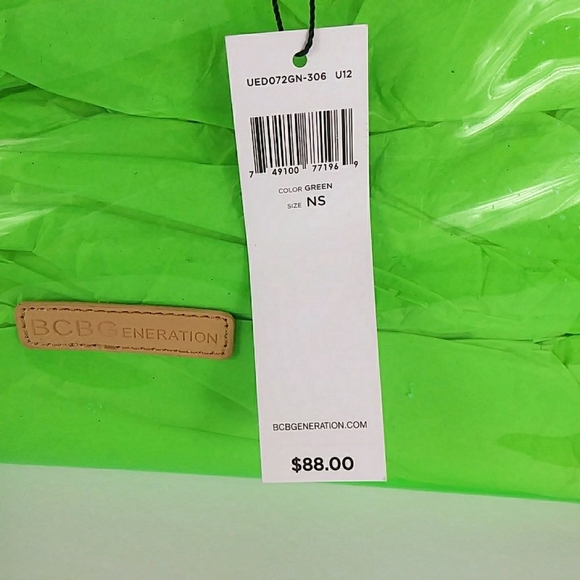 UED072GN-306 U12
7 49100 77196 9
COLOR GREEN
SIZE NS
BCBGENERATION
BCBGENERATION.COM
$88.00